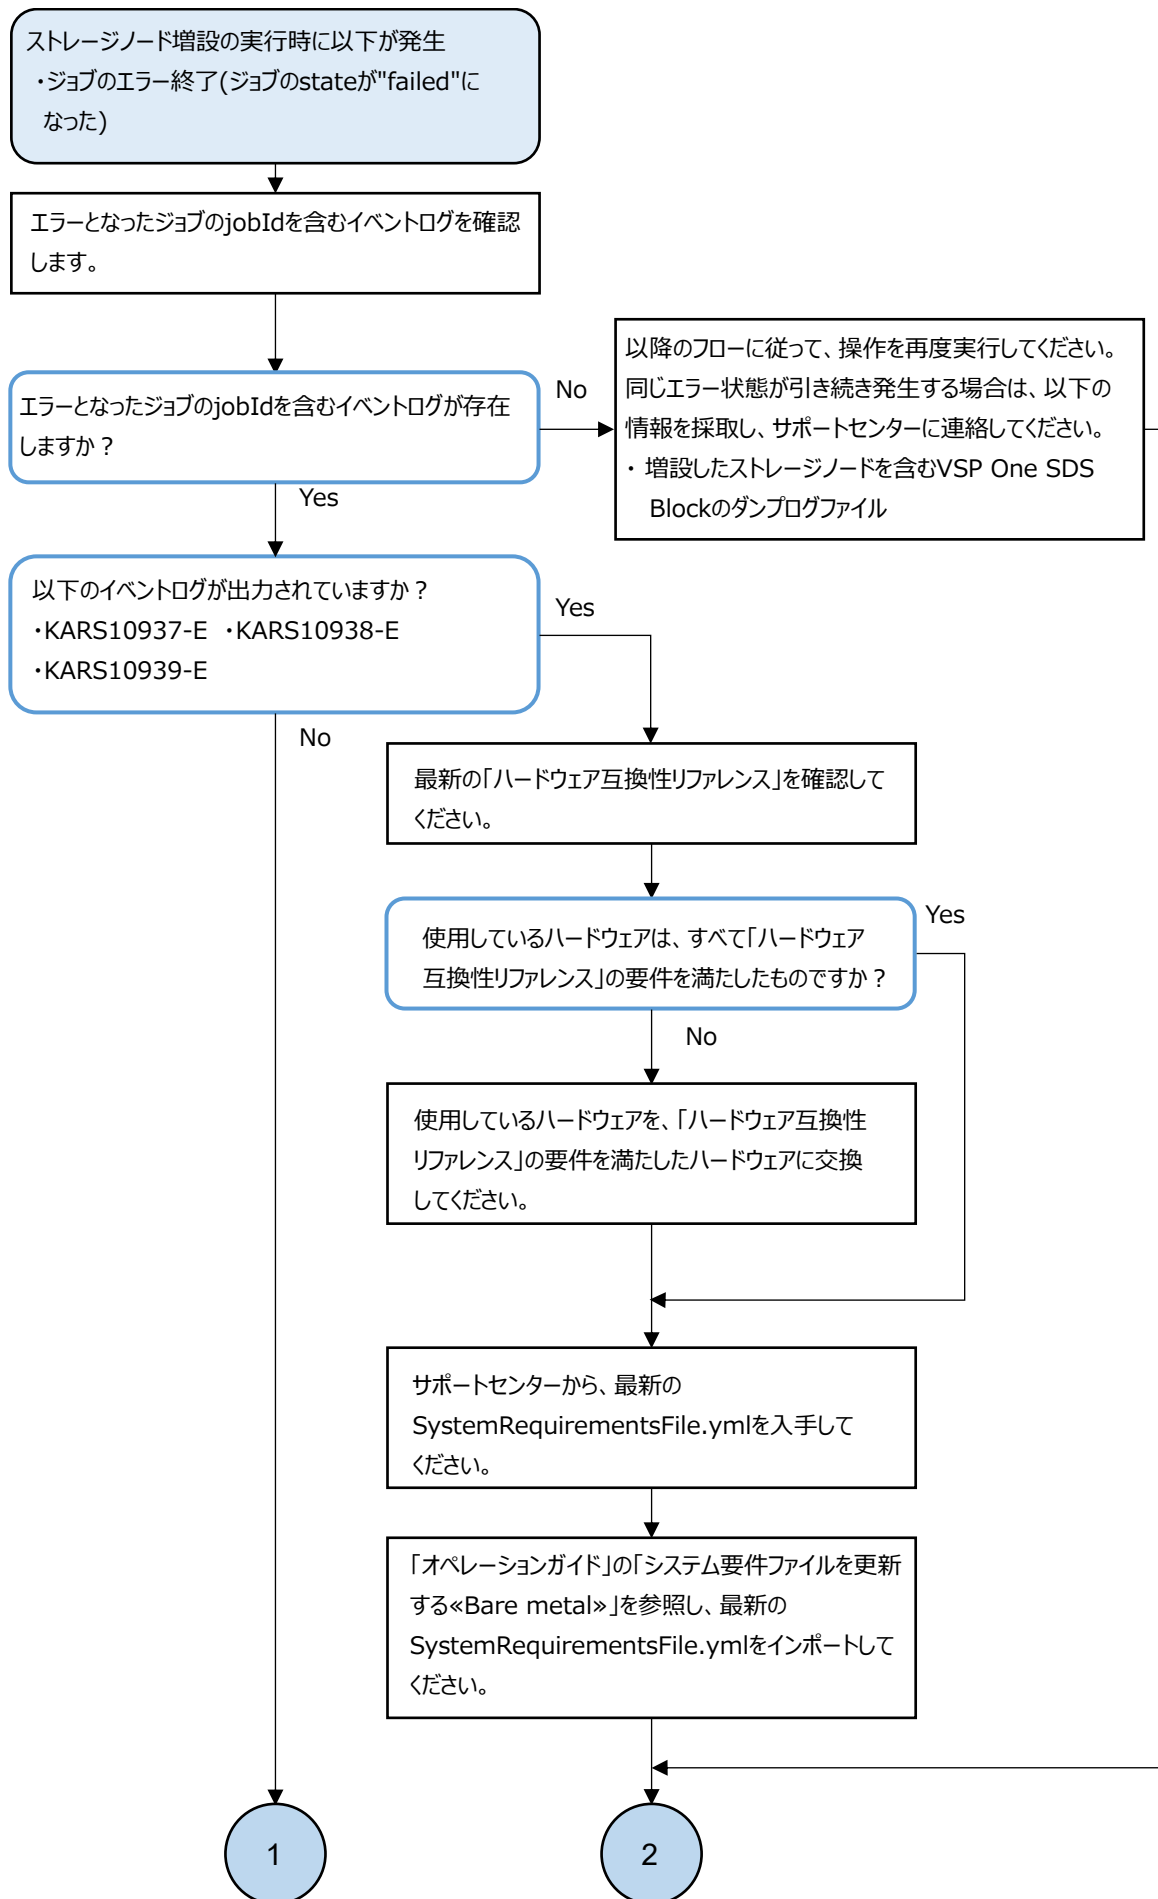 ストレージノード増設の実行時に以下が発生
・ジョブのエラー終了(ジョブのstateが"failed"に
なった)
エラーとなったジョブのjobIdを含むイベントログを確認
します。
エラーとなったジョブのjobIdを含むイベントログが存在
しますか？
No
以降のフローに従って、操作を再度実行してください。
同じエラー状態が引き続き発生する場合は、以下の
情報を採取し、サポートセンターに連絡してください。
・ 増設したストレージノードを含むVSP One SDS
Blockのダンプログファイル
Yes
以下のイベントログが出力されていますか？
・KARS10937-E ・KARS10938-E
・KARS10939-E
Yes
No
最新の「ハードウェア互換性リファレンス」を確認して
ください。
使用しているハードウェアは、すべて「ハードウェア
互換性リファレンス」の要件を満たしたものですか？
Yes
No
使用しているハードウェアを、「ハードウェア互換性
リファレンス」の要件を満たしたハードウェアに交換
してください。
サポートセンターから、最新の
SystemRequirementsFile.ymlを入手して
ください。
「オペレーションガイド」の「システム要件ファイルを更新
する«Bare metal»」を参照し、最新の
SystemRequirementsFile.ymlをインポートして
ください。
1
2